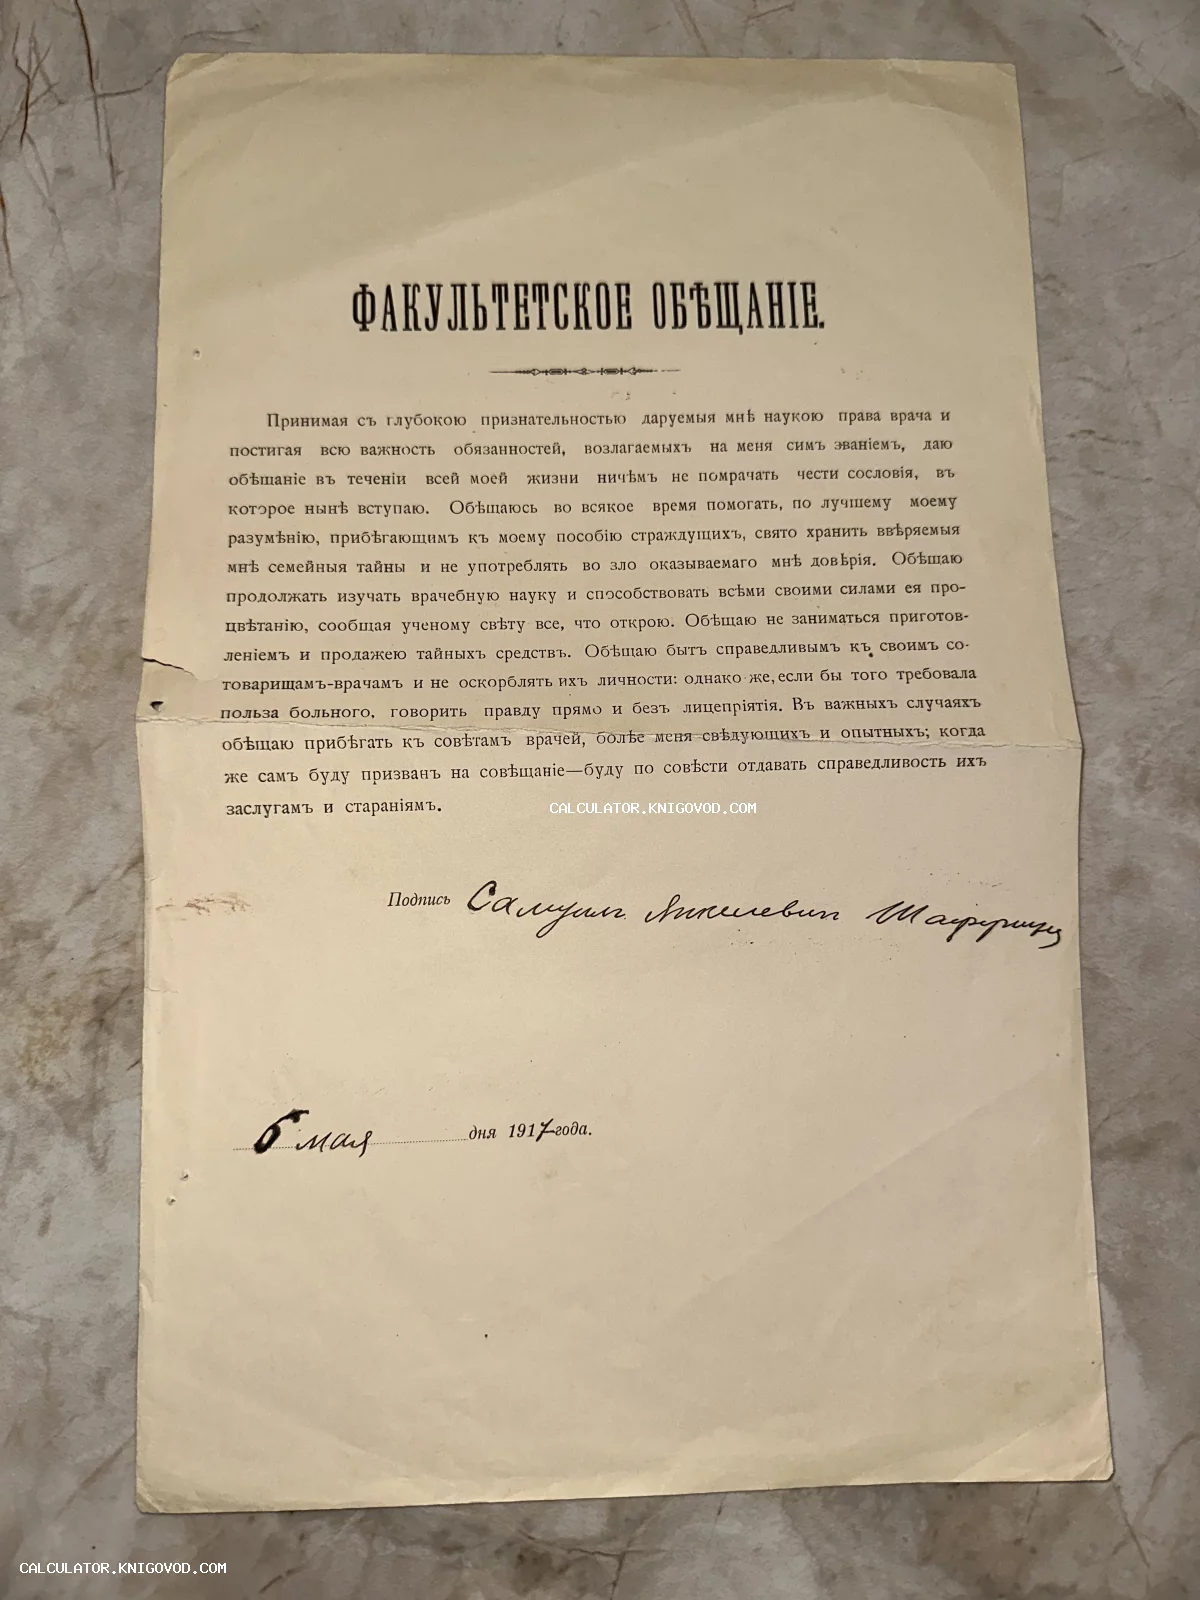 ФАКУЛЬТЕТСКОЕ ОБѢЩАНІЕ.
Принимая съ глубокою признательностью даруемыя мнѣ наукою права врача и
постигая всю важность обязанностей, возлагаемыхъ на меня симъ званіемъ, даю
обѣщаніе въ теченіи всей моей жизни ничѣмъ не помрачать чести сословія, въ
которое нынѣ вступаю. Обѣщаюсь во всякое время помогать, по лучшему моему
разумѣнію, прибѣгающимъ къ моему пособію страждущихъ, свято хранить ввѣряемыя
мнѣ семейныя тайны и не употреблять во зло оказываемаго мнѣ довѣрія. Обѣщаю
продолжать изучать врачебную науку и способствовать всѣми своими силами ея про-
цвѣтанію, сообщая ученому свѣту все, что открою. Обѣщаю не заниматься приготов-
леніемъ и продажею тайныхъ средствъ. Обѣщаю быть справедливымъ къ своимъ со-
товарищамъ-врачамъ и не оскорблять ихъ личности: однако же, если бы того требовала
польза больного, говорить правду прямо и безъ лицепріятія. Въ важныхъ случаяхъ
обѣщаю прибѣгать къ совѣтамъ врачей, болѣе меня свѣдующихъ и опытныхъ; когда
же самъ буду призванъ на совѣщаніе—буду по совѣсти отдавать справедливость ихъ
заслугамъ и стараніямъ.
CALCULATOR.KNIGOVOD.COM
Подпись Самуил Янкелевич
6 мая дня 1917 года.
CALCULATOR.KNIGOVOD.COM